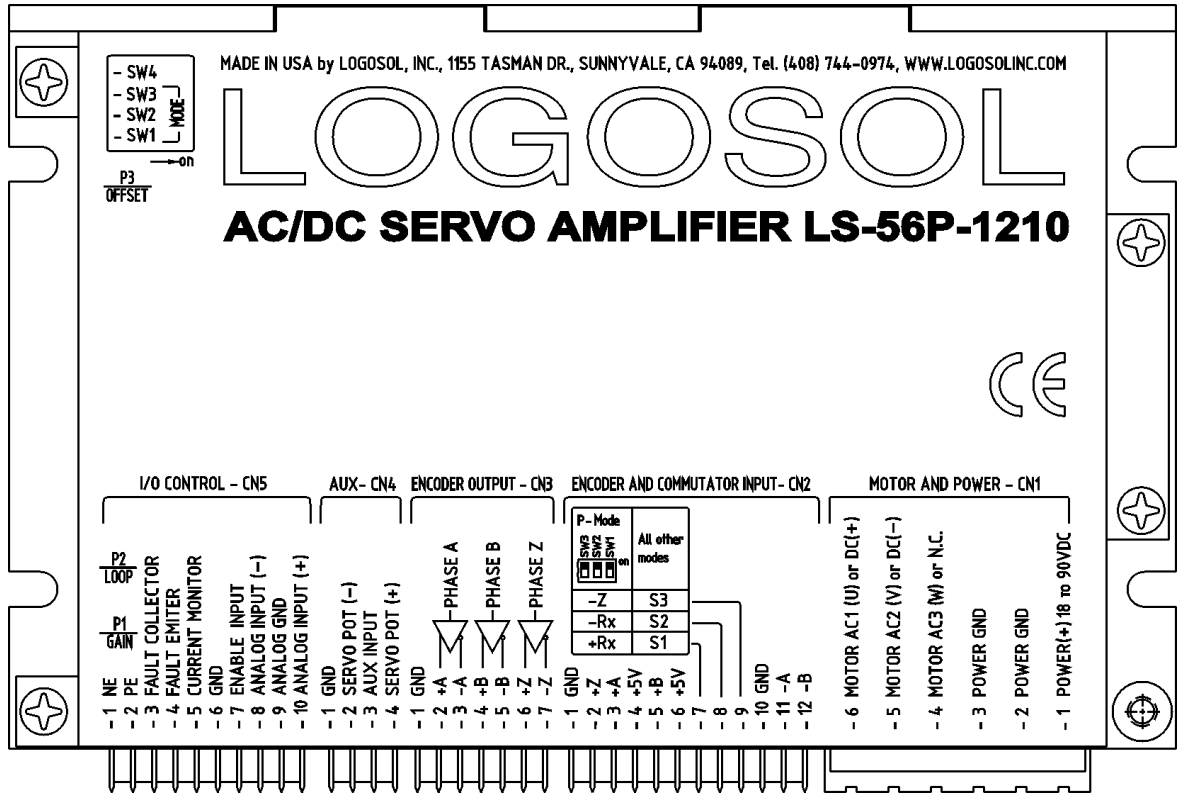 MADE IN USA by LOGOSOL, INC., 1155 TASMAN DR., SUNNYVALE, CA 94089, Tel. (408) 744-0974, WWW.LOGOSOLINC.COM
- SW4
- SW3
- SW2
- SW1
MODE
on
P3
OFFSET
LOGOSOL
AC/DC SERVO AMPLIFIER LS-56P-1210
CE
I/O CONTROL - CN5
P2
LOOP
P1
GAIN
- 1 NE
- 2 PE
- 3 FAULT COLLECTOR
- 4 FAULT EMITER
- 5 CURRENT MONITOR
- 6 GND
- 7 ENABLE INPUT
- 8 ANALOG INPUT (-)
- 9 ANALOG GND
- 10 ANALOG INPUT (+)
AUX- CN4
- 1 GND
- 2 SERVO POT (-)
- 3 AUX INPUT
- 4 SERVO POT (+)
ENCODER OUTPUT - CN3
PHASE A
PHASE B
PHASE Z
- 1 GND
- 2 +A
- 3 -A
- 4 +B
- 5 -B
- 6 +Z
- 7 -Z
ENCODER AND COMMUTATOR INPUT- CN2
P-Mode
SW3
SW2
SW1
on
All other
modes
-Z S3
-Rx S2
+Rx S1
- 1 GND
- 2 +Z
- 3 +A
- 4 +5V
- 5 +B
- 6 +5V
- 7
- 8
- 9
- 10 GND
- 11 -A
- 12 -B
MOTOR AND POWER - CN1
- 6 MOTOR AC1 (U) or DC(+)
- 5 MOTOR AC2 (V) or DC(-)
- 4 MOTOR AC3 (W) or N.C.
- 3 POWER GND
- 2 POWER GND
- 1 POWER(+) 18 to 90VDC